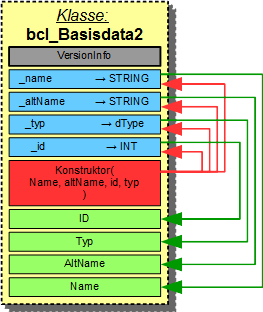 Klasse:
bcl_Basisdata2
VersionInfo
_name → STRING
_altName → STRING
_typ → dType
_id → INT
Konstruktor(
Name, altName, id, typ
)
ID
Typ
AltName
Name